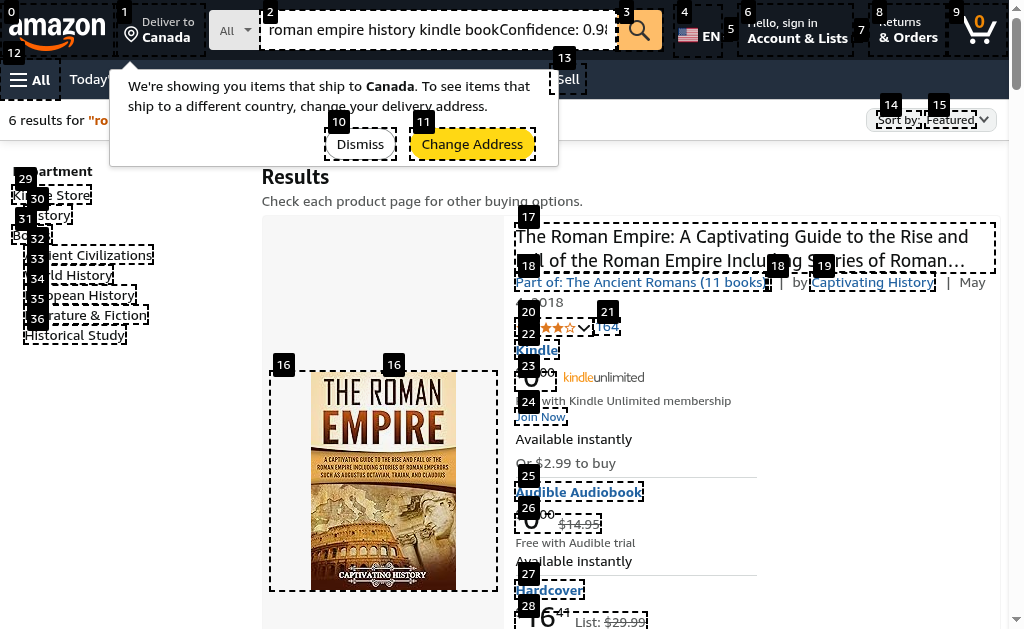 amazon
Deliver to
Canada
All
roman empire history kindle bookConfidence: 0.98
EN
Hello, sign in
Account & Lists
Returns
& Orders
0
All
Today'
Sell
We're showing you items that ship to Canada. To see items that
ship to a different country, change your delivery address.
Dismiss
Change Address
6 results for "ro
Sort by: Featured
Department
Kindle Store
History
Books
Ancient Civilizations
World History
European History
Literature & Fiction
Historical Study
Results
Check each product page for other buying options.
The Roman Empire: A Captivating Guide to the Rise and
Fall of the Roman Empire Including Stories of Roman…
Part of: The Ancient Romans (11 books) | by Captivating History | May
4, 2018
164
Kindle
0 00 kindleunlimited
Free with Kindle Unlimited membership
Join Now
Available instantly
Or $2.99 to buy
Audible Audiobook
0 00 $14.95
Free with Audible trial
Available instantly
Hardcover
16 41 List: $29.99
THE ROMAN
EMPIRE
A CAPTIVATING GUIDE TO THE RISE AND FALL OF THE
ROMAN EMPIRE INCLUDING STORIES OF ROMAN EMPERORS
SUCH AS AUGUSTUS OCTAVIAN, TRAJAN, AND CLAUDIUS
CAPTIVATING HISTORY
0
1
2
3
4
5
6
7
8
9
10
11
12
13
14
15
16
16
17
18
18
19
20
21
22
23
24
25
26
27
28
29
30
31
32
33
34
35
36